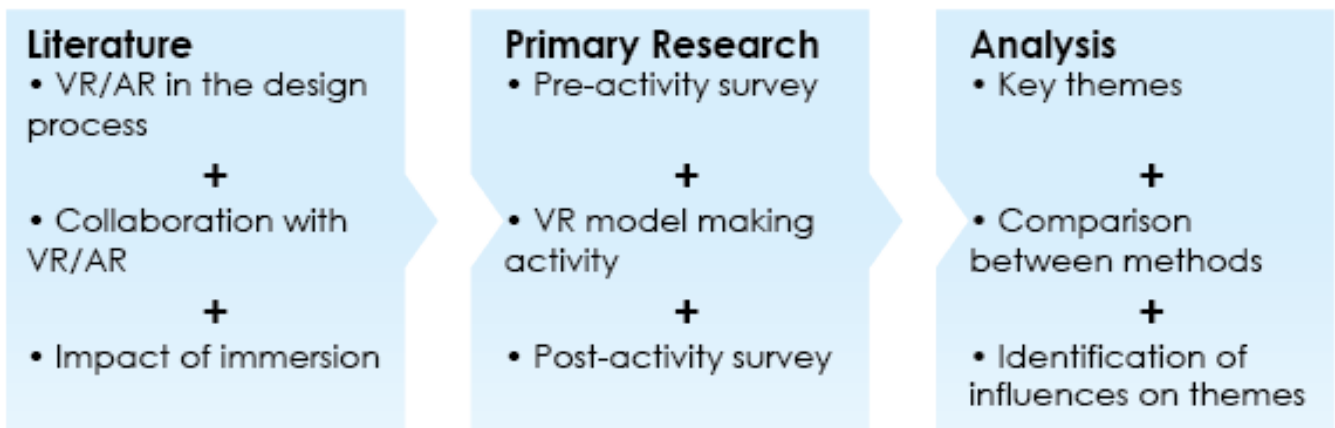 Literature
• VR/AR in the design
process
+
• Collaboration with
VR/AR
+
• Impact of immersion
Primary Research
• Pre-activity survey
+
• VR model making
activity
+
• Post-activity survey
Analysis
• Key themes
+
• Comparison
between methods
+
• Identification of
influences on themes